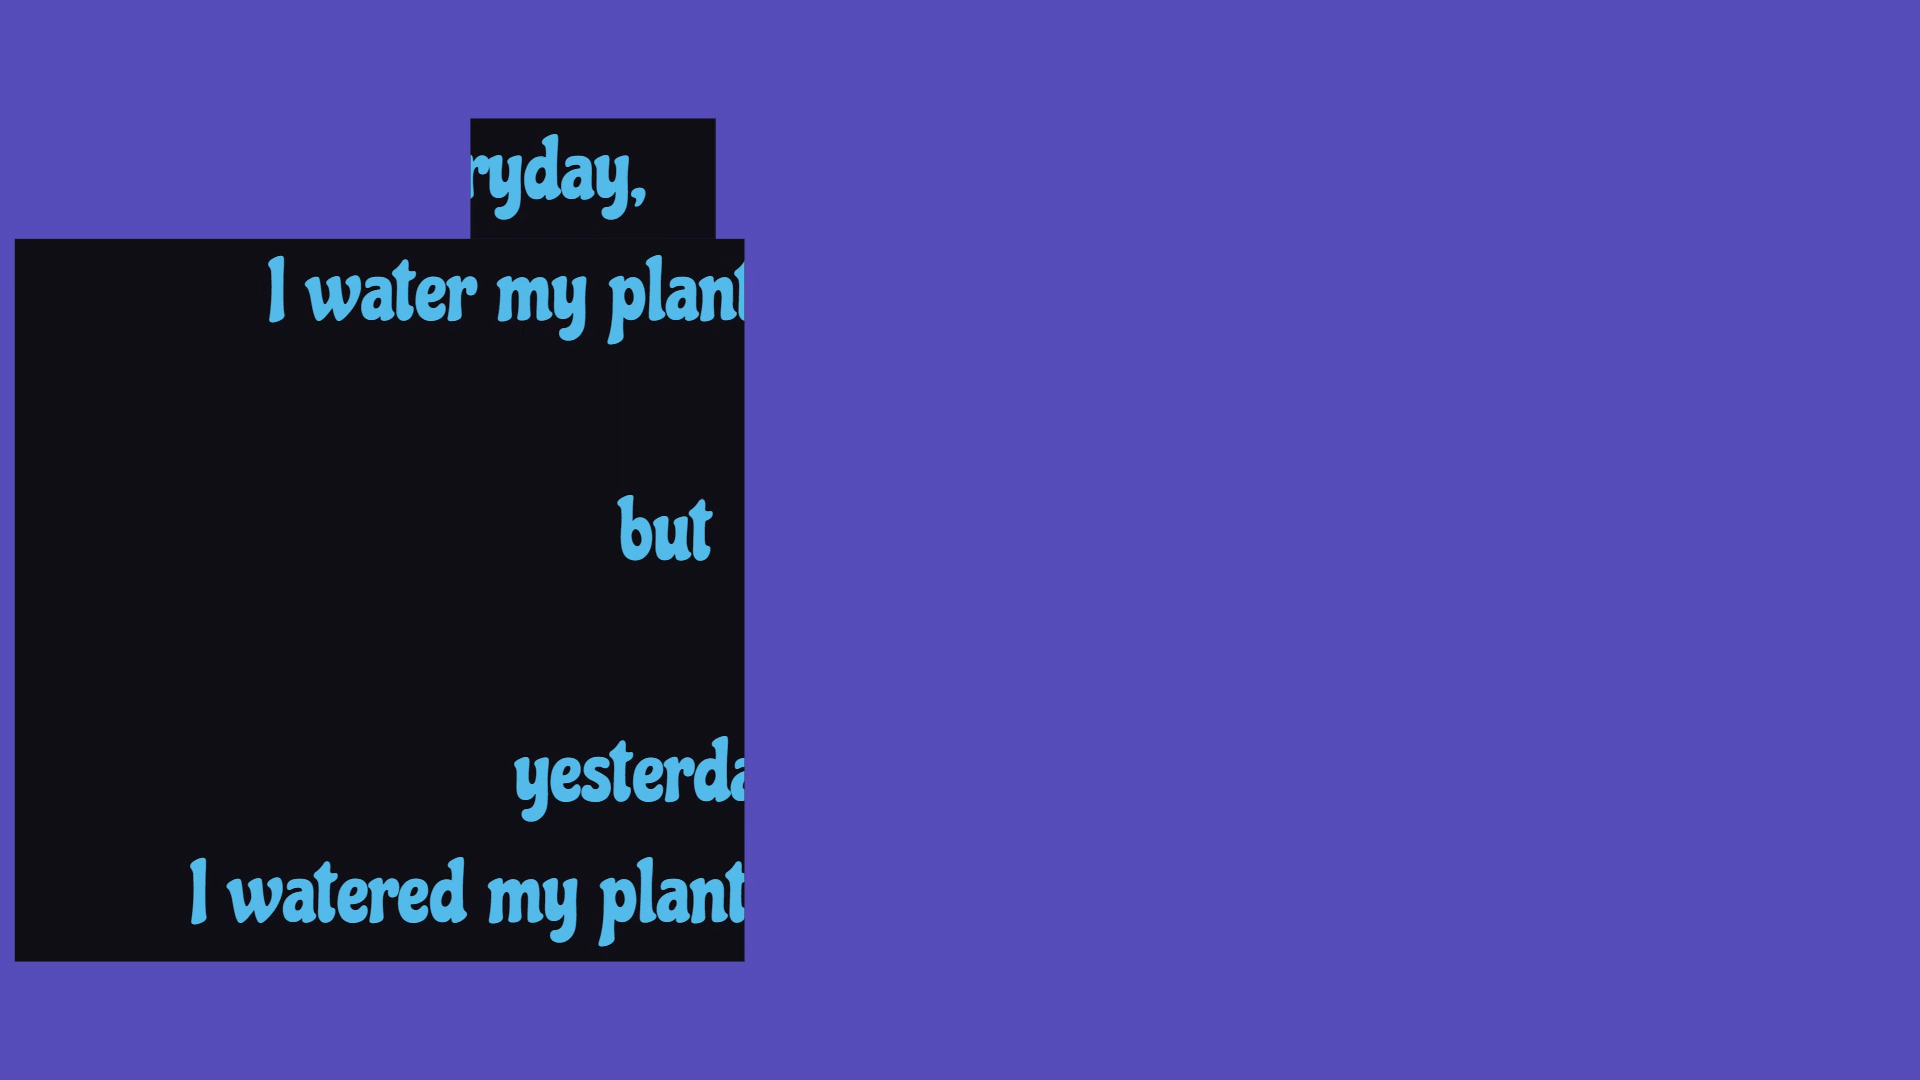 ryday,
I water my plant
but
yesterda
I watered my plant